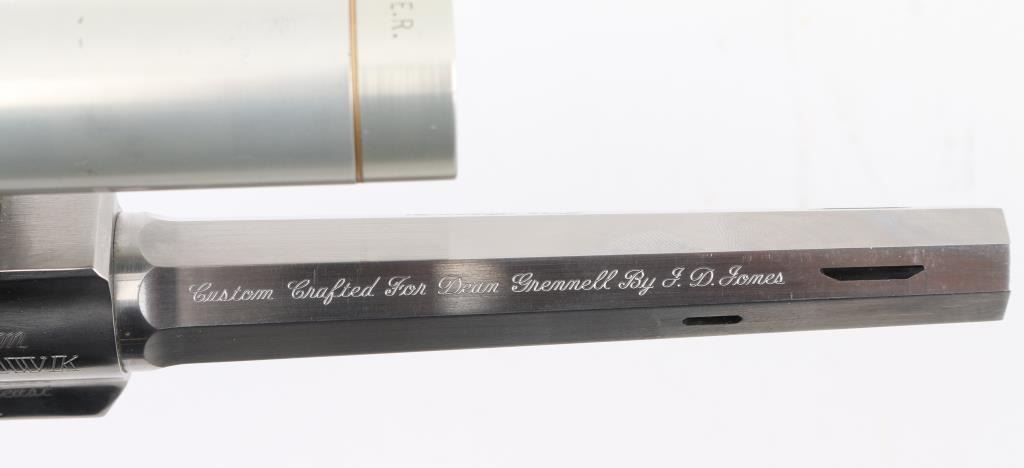 E.R.
Custom Crafted For Dean Grennell By J. D. Jones